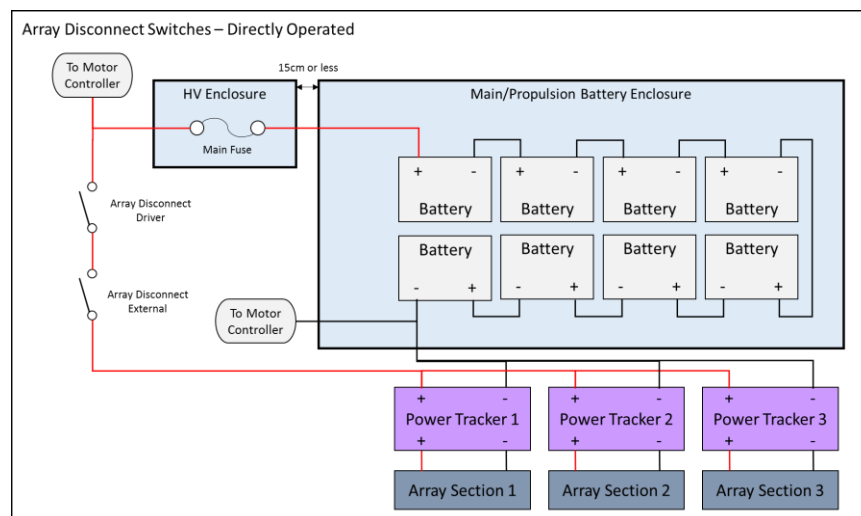 Array Disconnect Switches – Directly Operated
To Motor
Controller
15cm or less
HV Enclosure
Main Fuse
Main/Propulsion Battery Enclosure
+ - + - + - + -
Battery Battery Battery Battery
Battery Battery Battery Battery
- + - + - + - +
Array Disconnect
Driver
Array Disconnect
External
To Motor
Controller
+ - + - + -
Power Tracker 1 Power Tracker 2 Power Tracker 3
+ - + - + -
Array Section 1 Array Section 2 Array Section 3